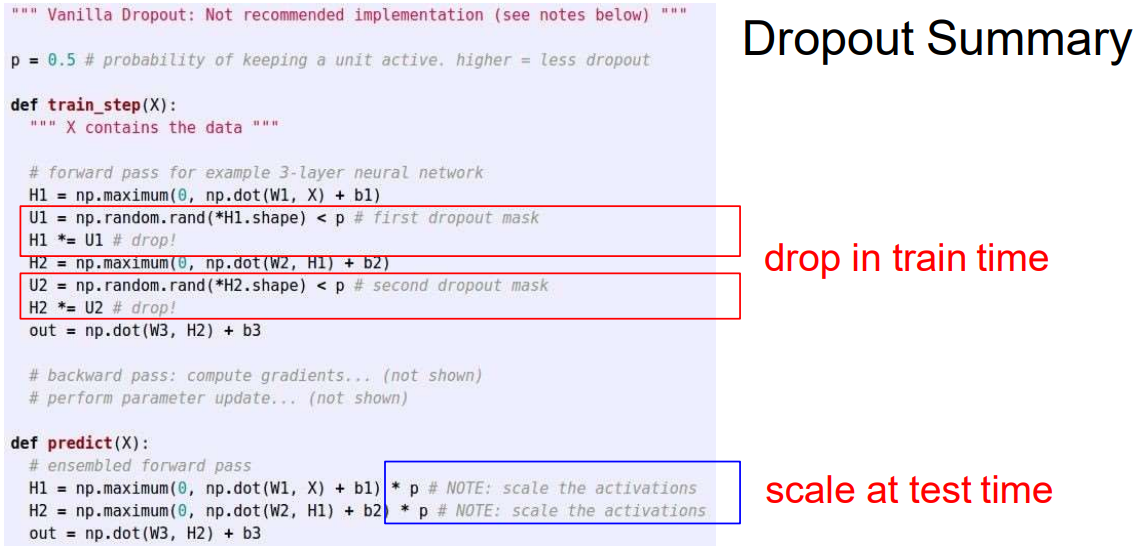 """ Vanilla Dropout: Not recommended implementation (see notes below) """
Dropout Summary
p = 0.5 # probability of keeping a unit active. higher = less dropout
def train_step(X):
""" X contains the data """
# forward pass for example 3-layer neural network
H1 = np.maximum(0, np.dot(W1, X) + b1)
U1 = np.random.rand(*H1.shape) < p # first dropout mask
H1 *= U1 # drop!
drop in train time
H2 = np.maximum(0, np.dot(W2, H1) + b2)
U2 = np.random.rand(*H2.shape) < p # second dropout mask
H2 *= U2 # drop!
out = np.dot(W3, H2) + b3
# backward pass: compute gradients... (not shown)
# perform parameter update... (not shown)
def predict(X):
# ensembled forward pass
H1 = np.maximum(0, np.dot(W1, X) + b1) * p # NOTE: scale the activations
scale at test time
H2 = np.maximum(0, np.dot(W2, H1) + b2) * p # NOTE: scale the activations
out = np.dot(W3, H2) + b3